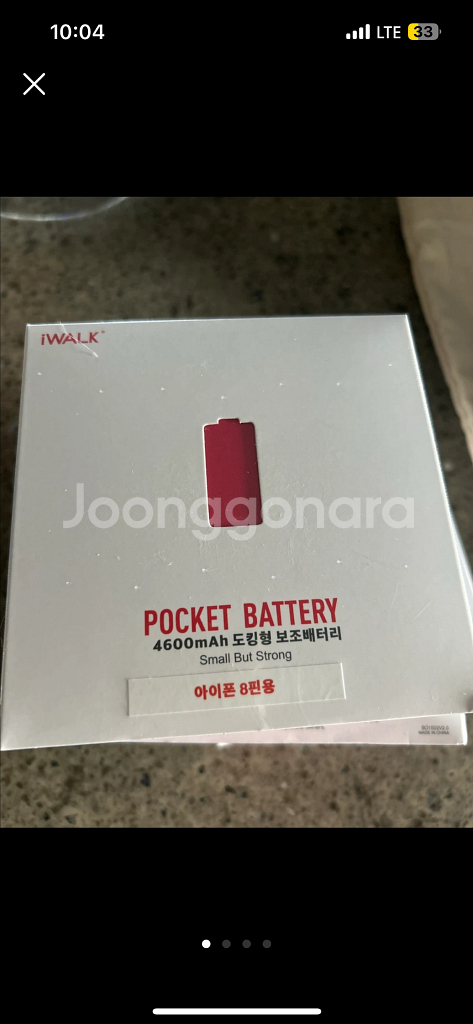 10:04
LTE
33
iWALK
Joonggonara
POCKET BATTERY
4600mAh 도킹형 보조배터리
Small But Strong
아이폰 8핀용
MADE IN CHINA